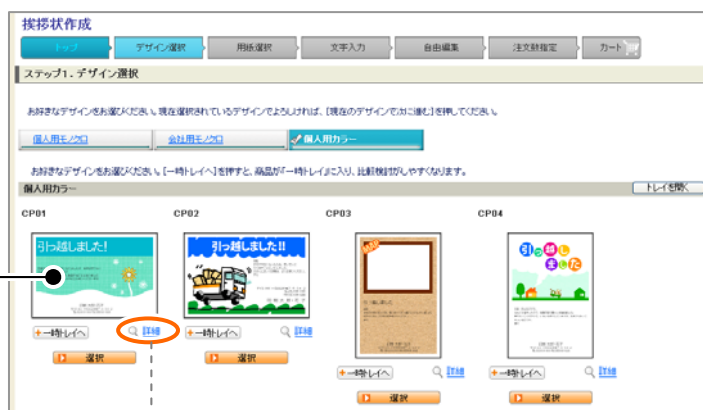 挨拶状作成
トップ デザイン選択 用紙選択 文字入力 自由編集 注文数指定 カート
ステップ1.デザイン選択
お好きなデザインをお選びください。現在選択されているデザインでよろしければ、[現在のデザインで次に進む]を押してください。
個人用モノクロ 会社用モノクロ 個人用カラー
お好きなデザインをお選びください。[一時トレイへ]を押すと、商品が「一時トレイ」に入り、比較検討がしやすくなります。
個人用カラー トレイを開く
CP01 CP02 CP03 CP04
引っ越しました! 引っ越しました!! 引っ越しました
+一時トレイへ 詳細 +一時トレイへ 詳細
選択 選択
+一時トレイへ 詳細 +一時トレイへ 詳細
選択 選択